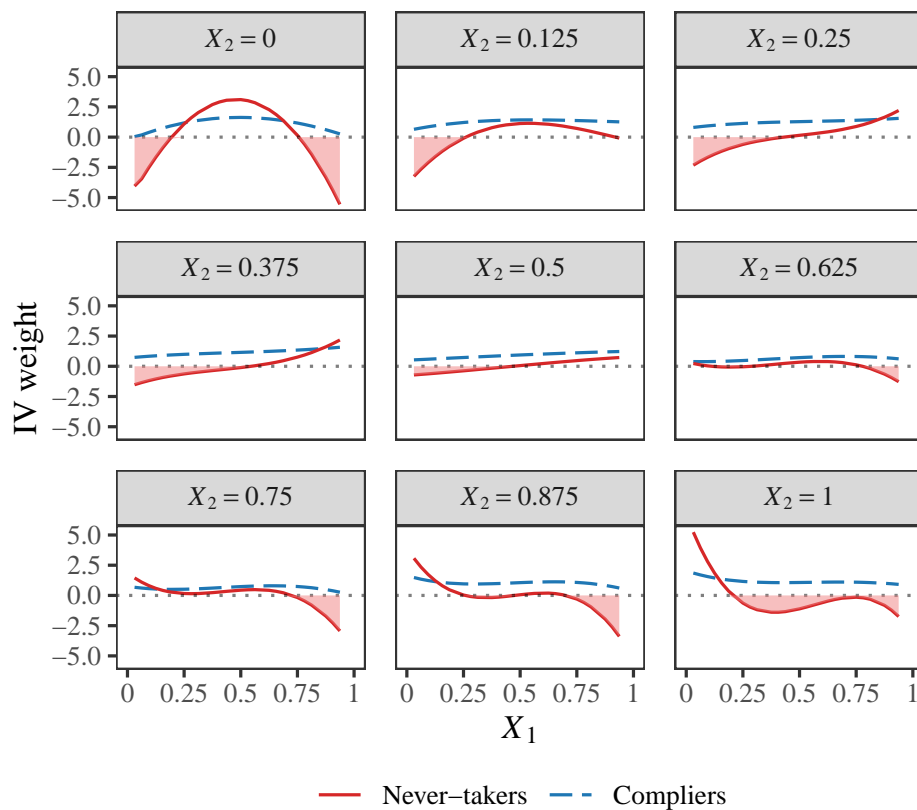 X₂ = 0
X₂ = 0.125
X₂ = 0.25
5.0
2.5
0.0
−2.5
−5.0
X₂ = 0.375
X₂ = 0.5
X₂ = 0.625
5.0
2.5
0.0
−2.5
−5.0
IV weight
X₂ = 0.75
X₂ = 0.875
X₂ = 1
5.0
2.5
0.0
−2.5
−5.0
0 0.25 0.5 0.75 1
0 0.25 0.5 0.75 1
0 0.25 0.5 0.75 1
X₁
Never−takers
Compliers